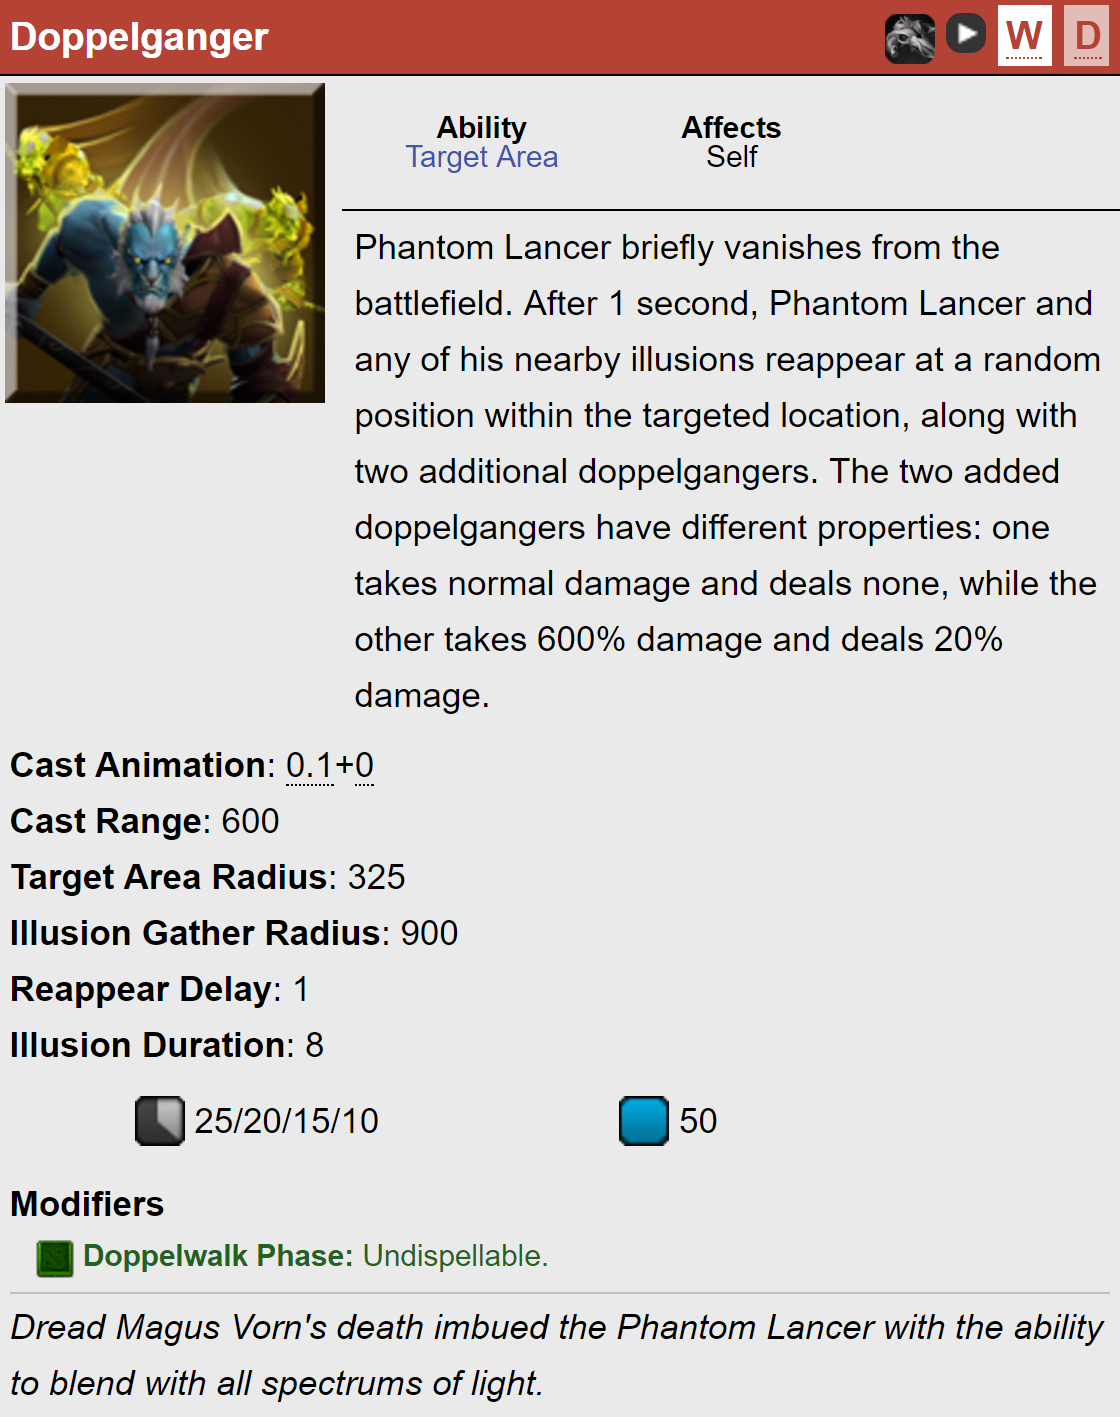 Doppelganger
W D
Ability Affects
Target Area Self
Phantom Lancer briefly vanishes from the
battlefield. After 1 second, Phantom Lancer and
any of his nearby illusions reappear at a random
position within the targeted location, along with
two additional doppelgangers. The two added
doppelgangers have different properties: one
takes normal damage and deals none, while the
other takes 600% damage and deals 20%
damage.
Cast Animation: 0.1+0
Cast Range: 600
Target Area Radius: 325
Illusion Gather Radius: 900
Reappear Delay: 1
Illusion Duration: 8
25/20/15/10 50
Modifiers
Doppelwalk Phase: Undispellable.
Dread Magus Vorn's death imbued the Phantom Lancer with the ability
to blend with all spectrums of light.